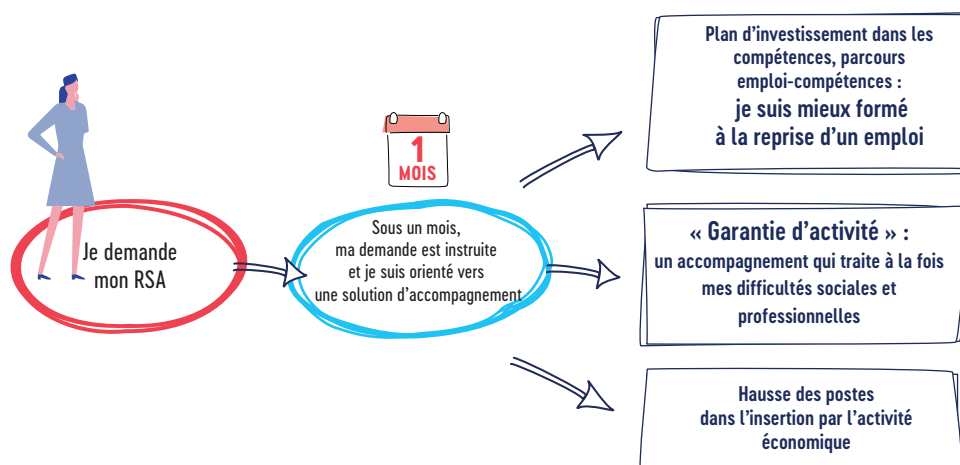 Je demande
mon RSA
1
MOIS
Sous un mois,
ma demande est instruite
et je suis orienté vers
une solution d'accompagnement
Plan d'investissement dans les
compétences, parcours
emploi-compétences :
je suis mieux formé
à la reprise d'un emploi
« Garantie d'activité » :
un accompagnement qui traite à la fois
mes difficultés sociales et
professionnelles
Hausse des postes
dans l'insertion par l'activité
économique